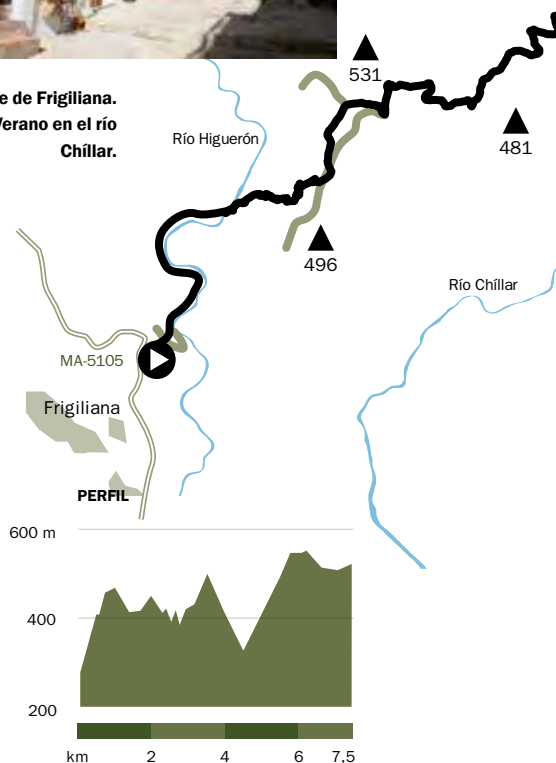 e de Frigiliana.
Verano en el río
Chíllar.
531
Río Higuerón
481
496
Río Chíllar
MA-5105
Frigiliana
PERFIL
600 m
400
200
km 2 4 6 7,5